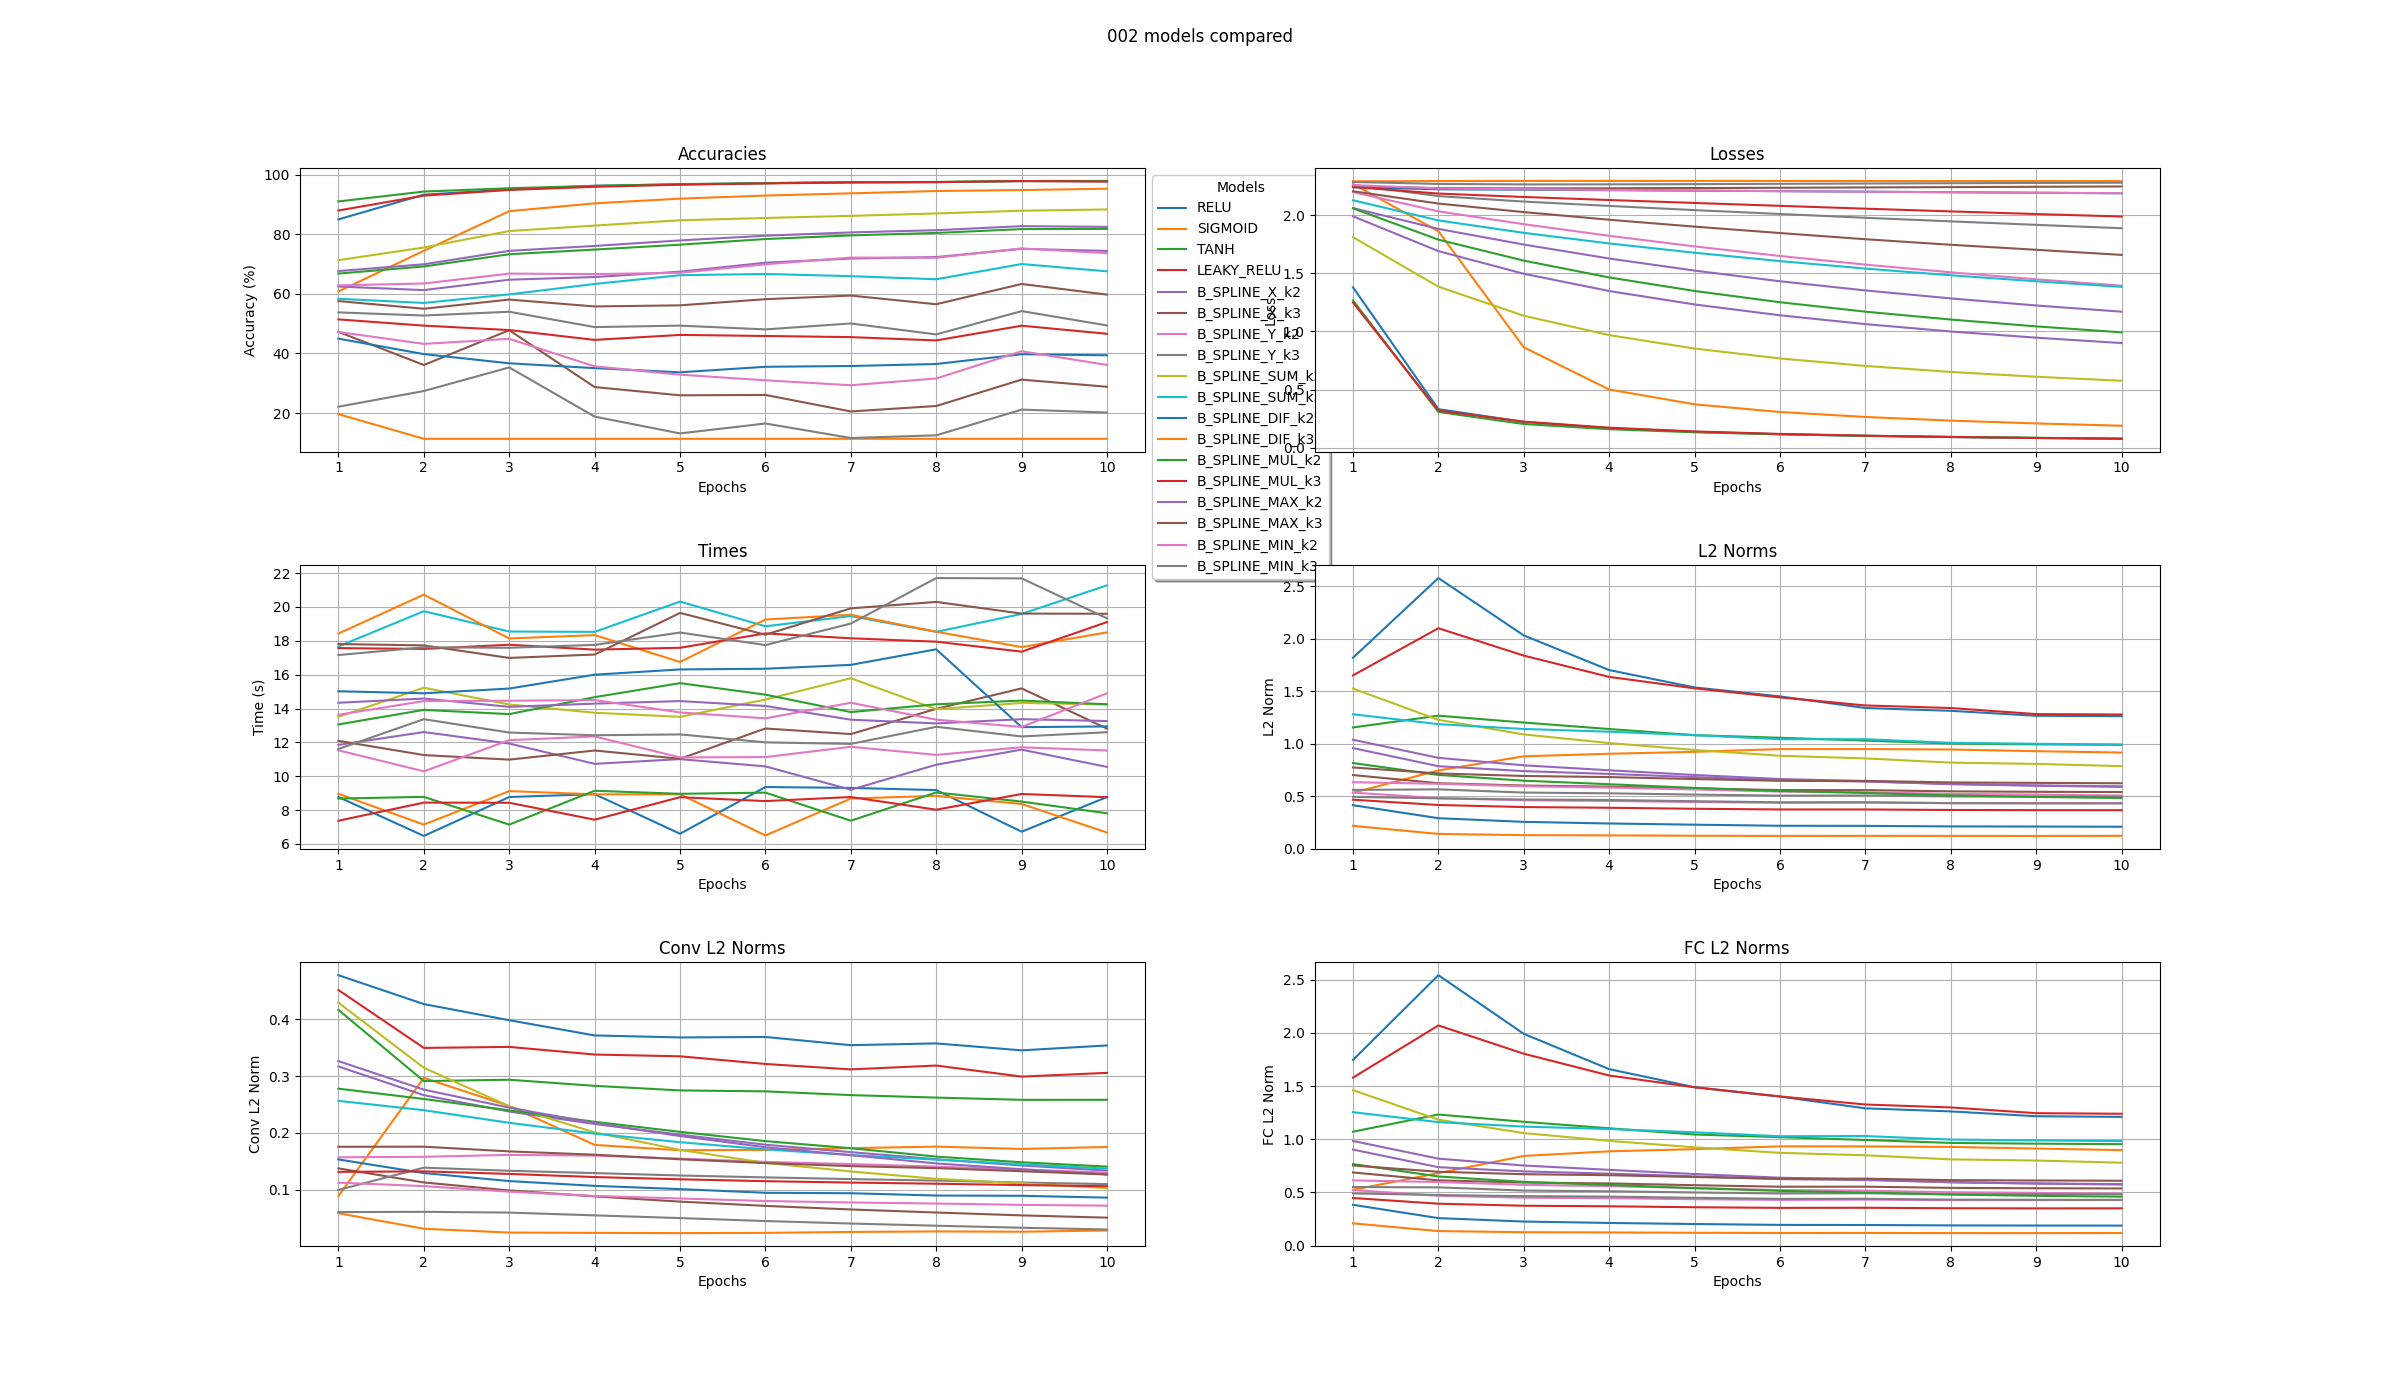 002 models compared
Accuracies
Accuracy (%)
100
80
60
40
20
1 2 3 4 5 6 7 8 9 10
Epochs
Models
RELU
SIGMOID
TANH
LEAKY_RELU
B_SPLINE_X_k2
B_SPLINE_X_k3
B_SPLINE_Y_k2
B_SPLINE_Y_k3
B_SPLINE_SUM_k
B_SPLINE_SUM_k
B_SPLINE_DIF_k2
B_SPLINE_DIF_k3
B_SPLINE_MUL_k2
B_SPLINE_MUL_k3
B_SPLINE_MAX_k2
B_SPLINE_MAX_k3
B_SPLINE_MIN_k2
B_SPLINE_MIN_k3
Losses
Loss
2.0
1.5
1.0
0.5
0.0
1 2 3 4 5 6 7 8 9 10
Epochs
Times
Time (s)
22
20
18
16
14
12
10
8
6
1 2 3 4 5 6 7 8 9 10
Epochs
L2 Norms
L2 Norm
2.5
2.0
1.5
1.0
0.5
0.0
1 2 3 4 5 6 7 8 9 10
Epochs
Conv L2 Norms
Conv L2 Norm
0.4
0.3
0.2
0.1
1 2 3 4 5 6 7 8 9 10
Epochs
FC L2 Norms
FC L2 Norm
2.5
2.0
1.5
1.0
0.5
0.0
1 2 3 4 5 6 7 8 9 10
Epochs